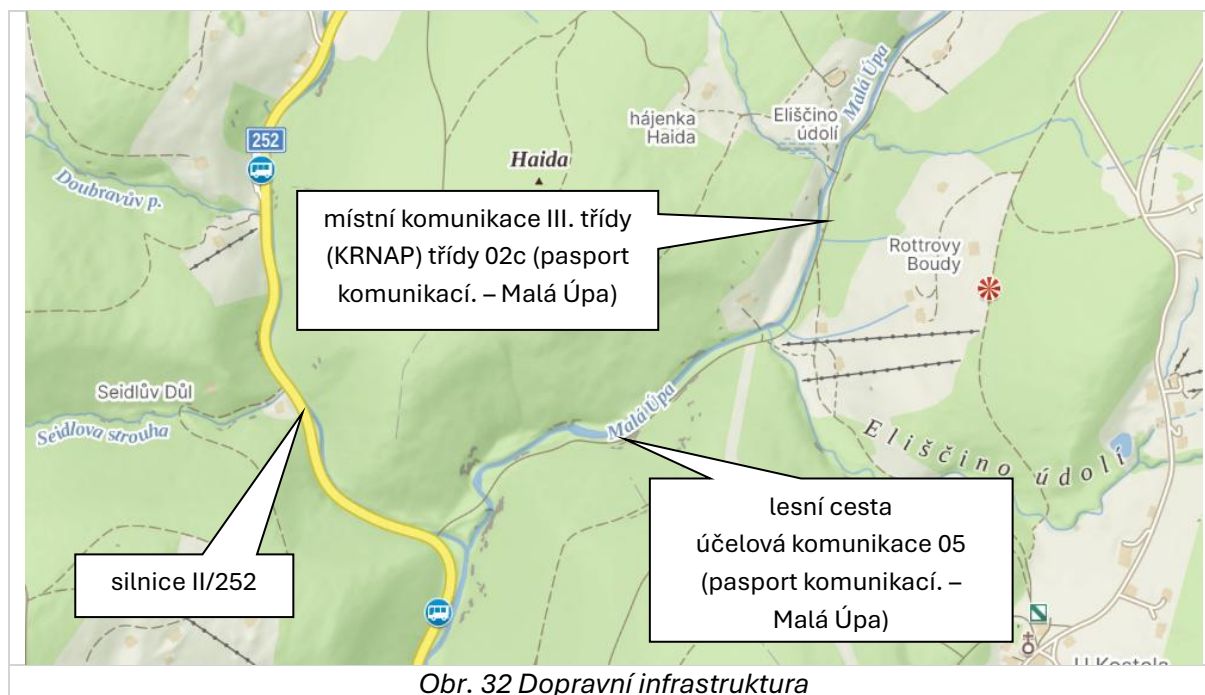 252
Doubravův p.
Haida
hájenka
Haida
Eliščino
údolí
Malá Úpa
místní komunikace III. třídy
(KRNAP) třídy 02c (pasport
komunikací. – Malá Úpa)
Rottrovy
Boudy
Seidlův Důl
Seidlova strouha
Malá Úpa
Eliščino údolí
silnice II/252
lesní cesta
účelová komunikace 05
(pasport komunikací. –
Malá Úpa)
U Kostela
Obr. 32 Dopravní infrastruktura